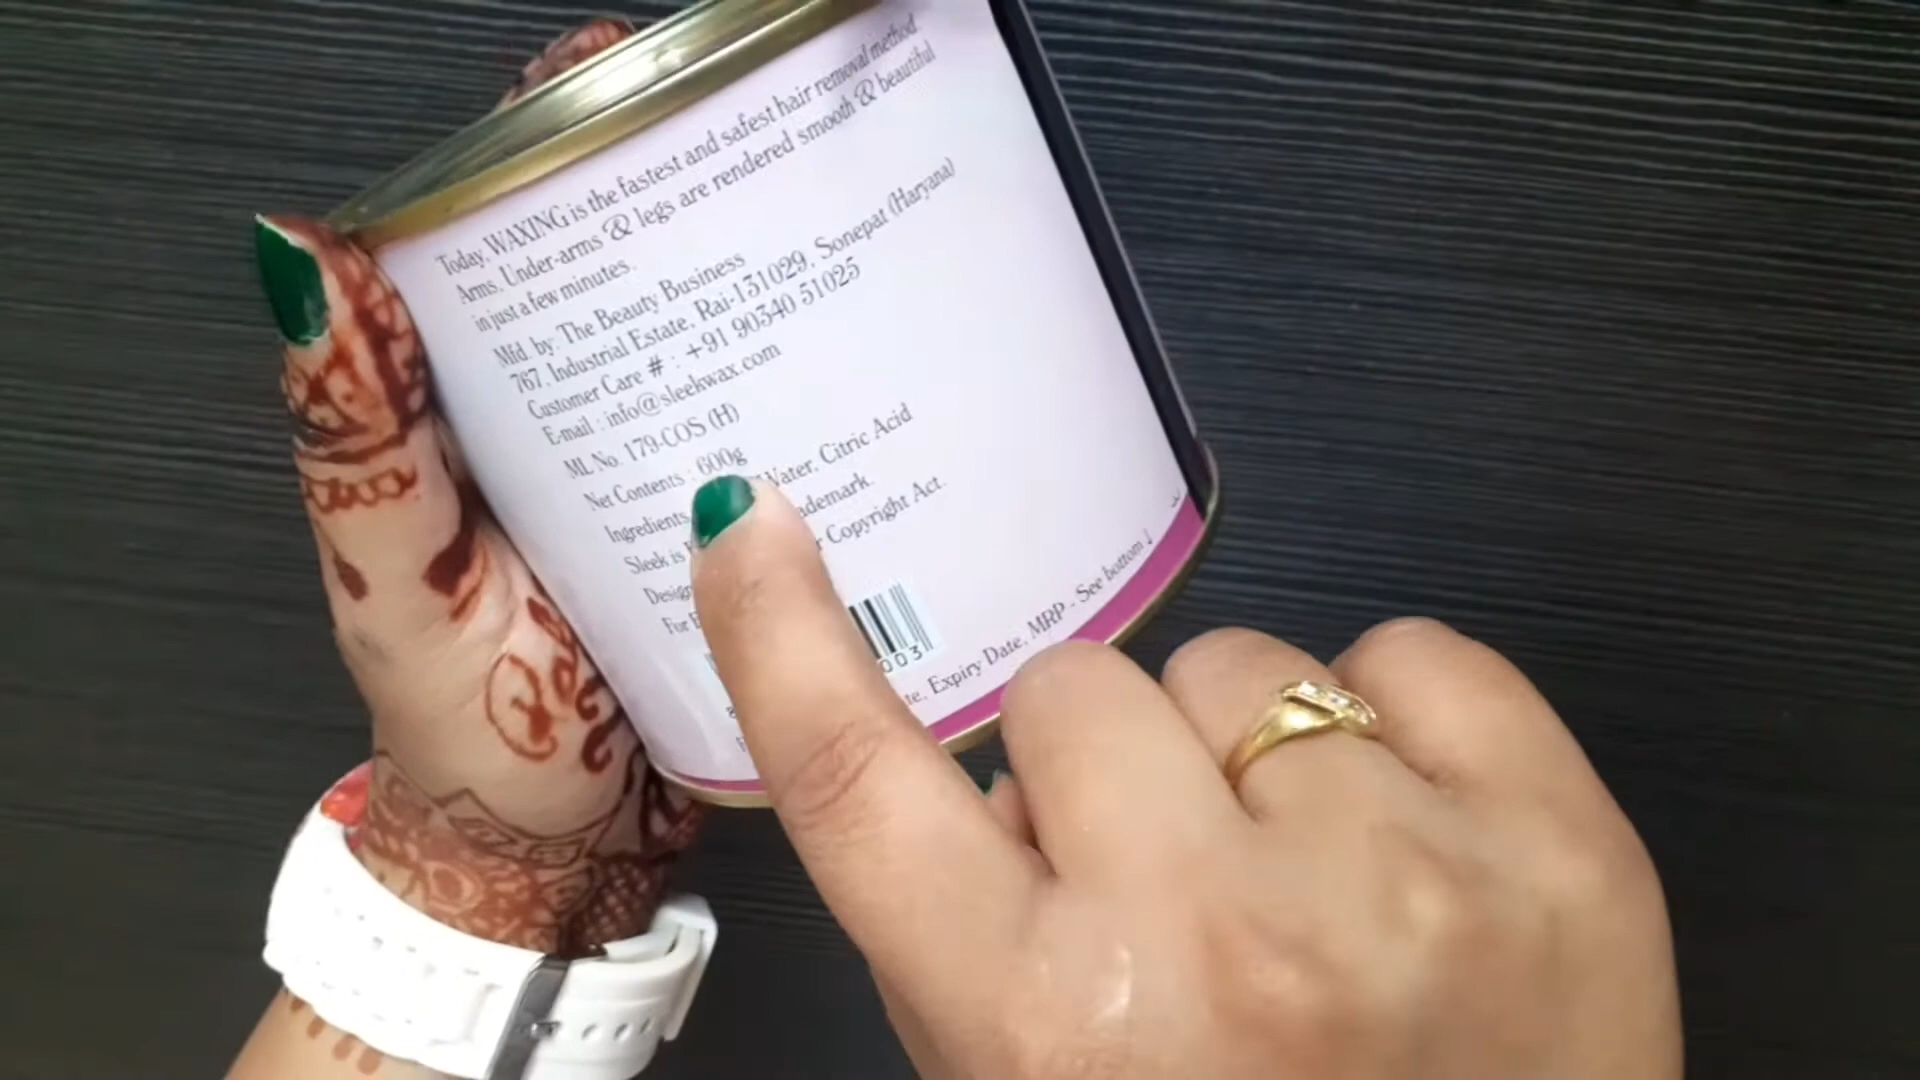 Today, WAXING is the fastest and safest hair removal method
Arms, Under-arms & legs are rendered smooth & beautiful
in just a few minutes.
Mfd. by: The Beauty Business
767, Industrial Estate, Rai-131029, Sonepat (Haryana)
Customer Care # : +91 90340 51025
E-mail : info@sleekwax.com
ML No. 179-COS (H)
Net Contents : 600g
Ingredients Water, Citric Acid
Sleek is
Copyright Act.
For
003
Expiry Date, MRP - See bottom